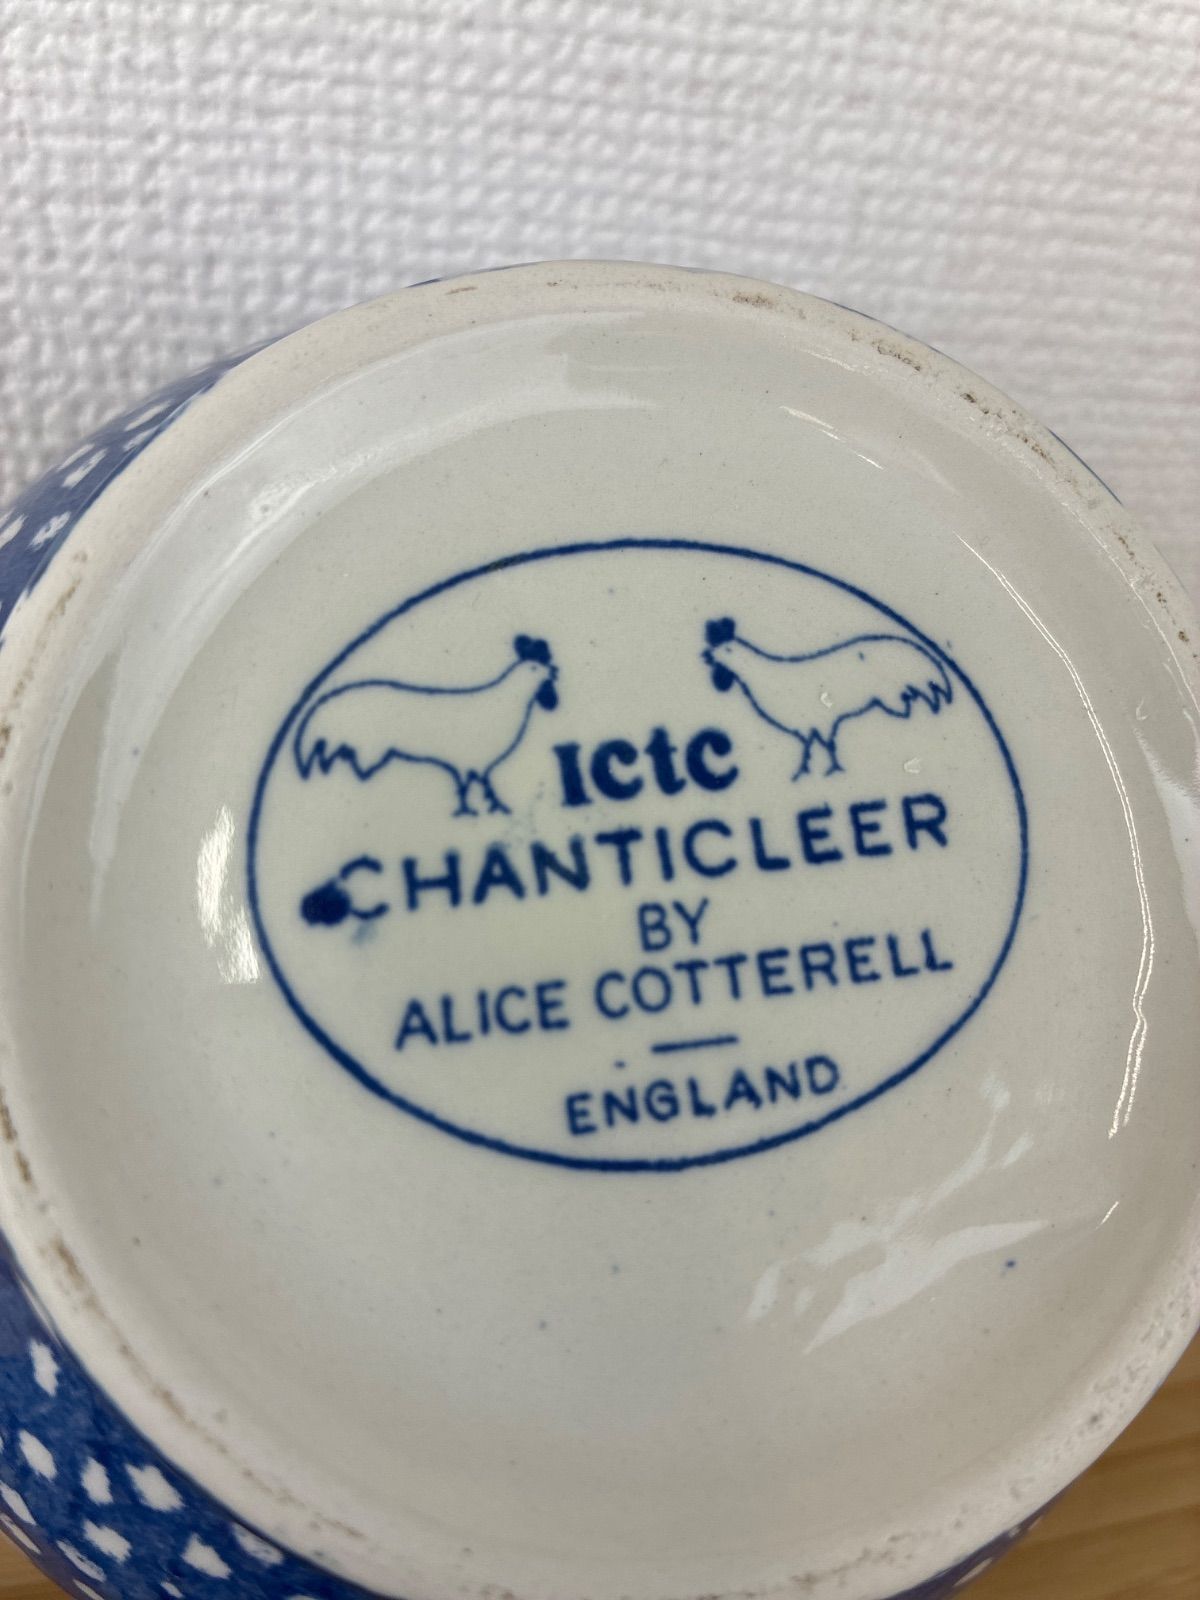 Ictc
CHANTICLEER
BY
ALICE COTTERELL
ENGLAND